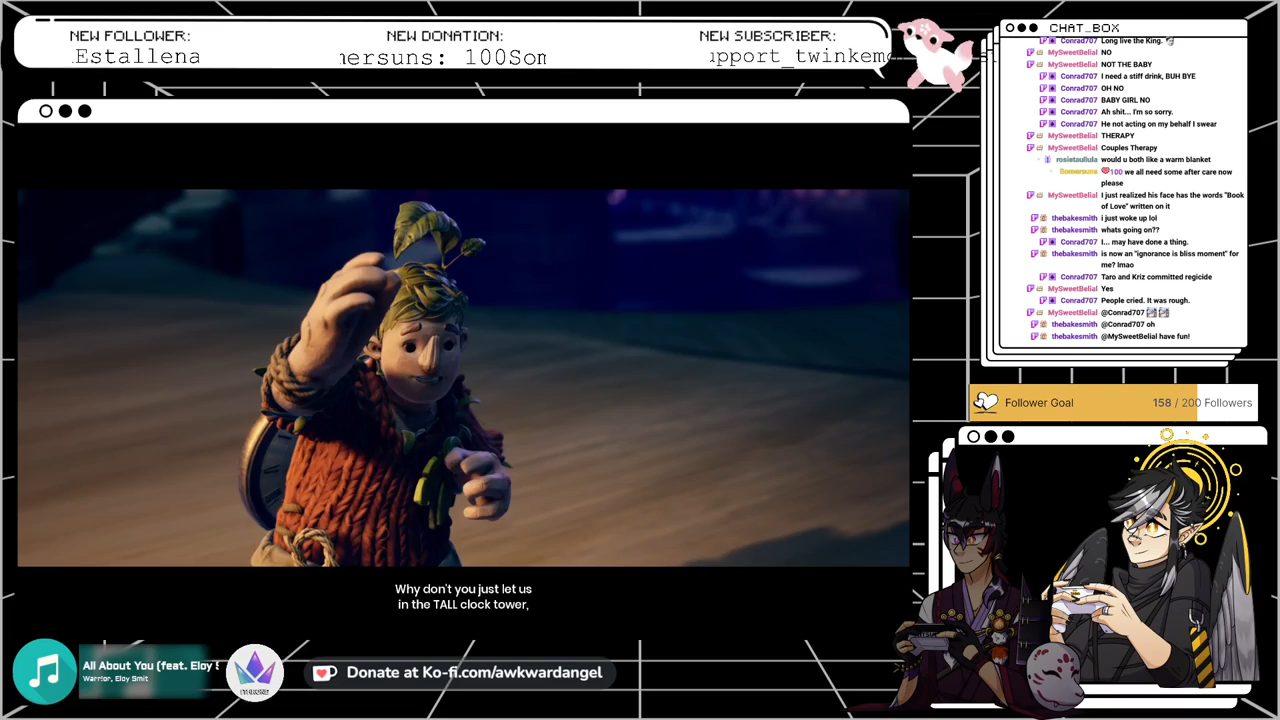 NEW FOLLOWER:
Estallena
NEW DONATION:
nersuns: 100Son
NEW SUBSCRIBER:
upport_twinkem
CHAT_BOX
Conrad707 Long live the King.
MySweetBelial NO
MySweetBelial NOT THE BABY
Conrad707 I need a stiff drink, BUH BYE
Conrad707 OH NO
Conrad707 BABY GIRL NO
Conrad707 Ah shit... I'm so sorry.
Conrad707 He not acting on my behalf I swear
MySweetBelial THERAPY
MySweetBelial Couples Therapy
rosietaullula would u both like a warm blanket
Somersuns 100 we all need some after care now
please
MySweetBelial I just realized his face has the words "Book
of Love" written on it
thebakesmith i just woke up lol
thebakesmith whats going on??
Conrad707 I... may have done a thing.
thebakesmith is now an "ignorance is bliss moment" for
me? lmao
Conrad707 Taro and Kriz committed regicide
MySweetBelial Yes
Conrad707 People cried. It was rough.
MySweetBelial @Conrad707
thebakesmith @Conrad707 oh
thebakesmith @MySweetBelial have fun!
Follower Goal
158 / 200 Followers
Why don't you just let us
in the TALL clock tower,
All About You (feat. Eloy S
Warrior, Eloy Smit
Donate at Ko-fi.com/awkwardangel